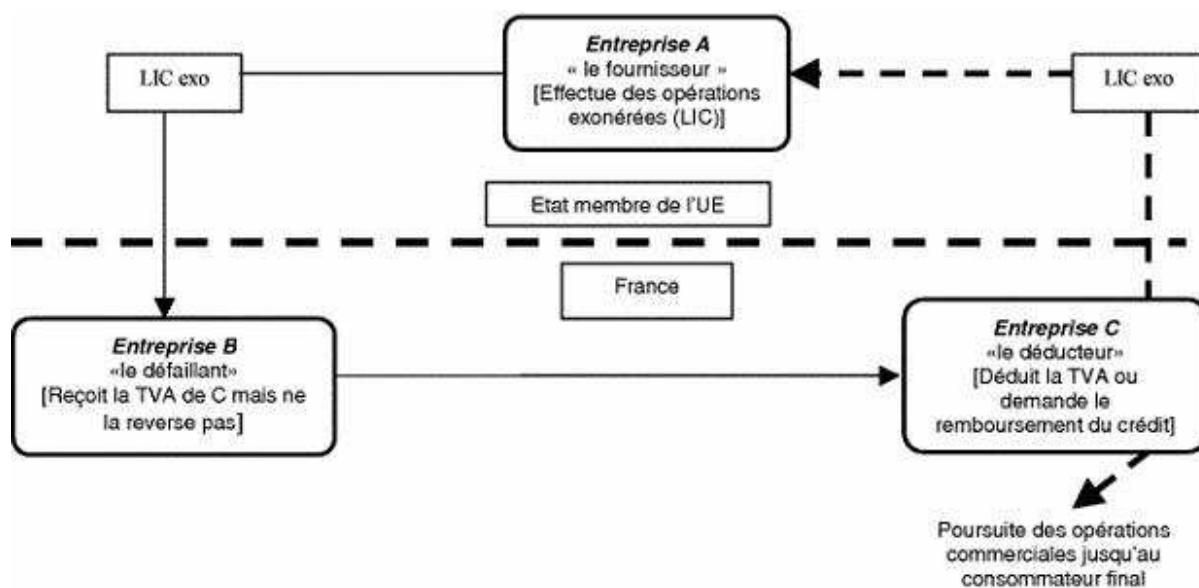 LIC exo
Entreprise A
« le fournisseur »
[Effectue des opérations
exonérées (LIC)]
LIC exo
Etat membre de l'UE
France
Entreprise B
«le défaillant»
[Reçoit la TVA de C mais ne
la reverse pas]
Entreprise C
«le déducteur»
[Déduit la TVA ou
demande le
remboursement du crédit]
Poursuite des opérations
commerciales jusqu'au
consommateur final